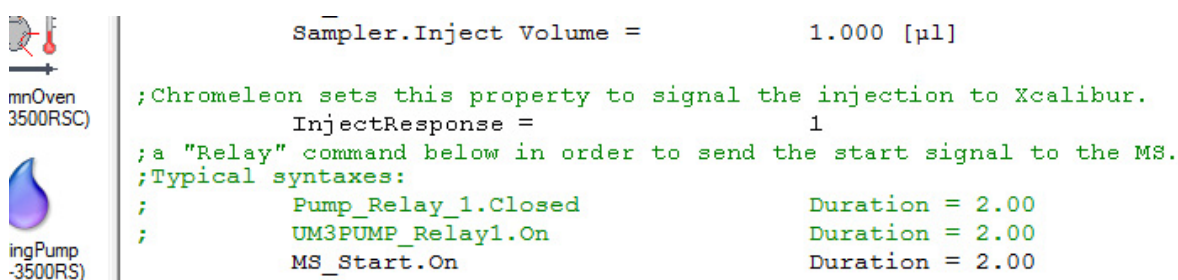 Sampler.Inject Volume = 1.000 [µl]
mnOven
3500RSC)
;Chromeleon sets this property to signal the injection to Xcalibur.
InjectResponse = 1
;a "Relay" command below in order to send the start signal to the MS.
;Typical syntaxes:
; Pump_Relay_1.Closed Duration = 2.00
; UM3PUMP_Relay1.On Duration = 2.00
ingPump
-3500RS)
MS_Start.On Duration = 2.00